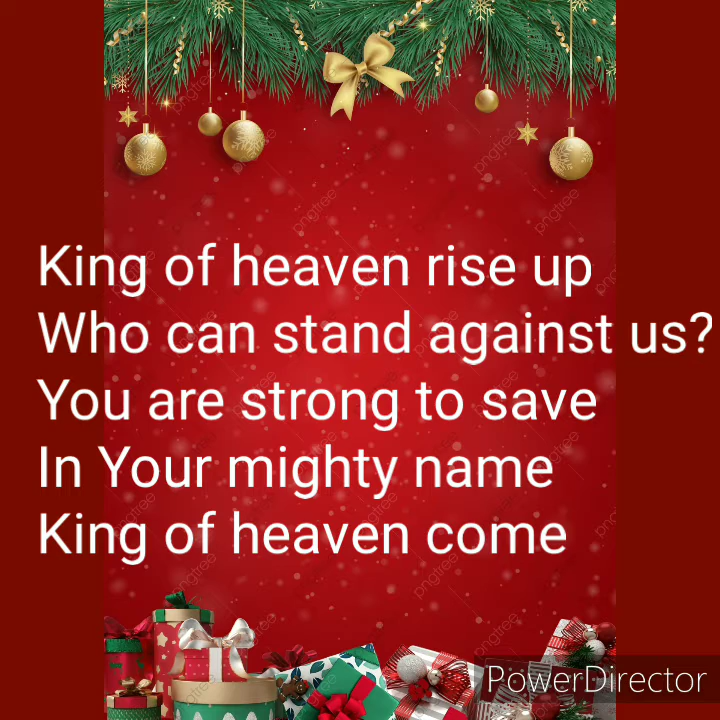 King of heaven rise up
Who can stand against us?
You are strong to save
In Your mighty name
King of heaven come
PowerDirector
pngtree